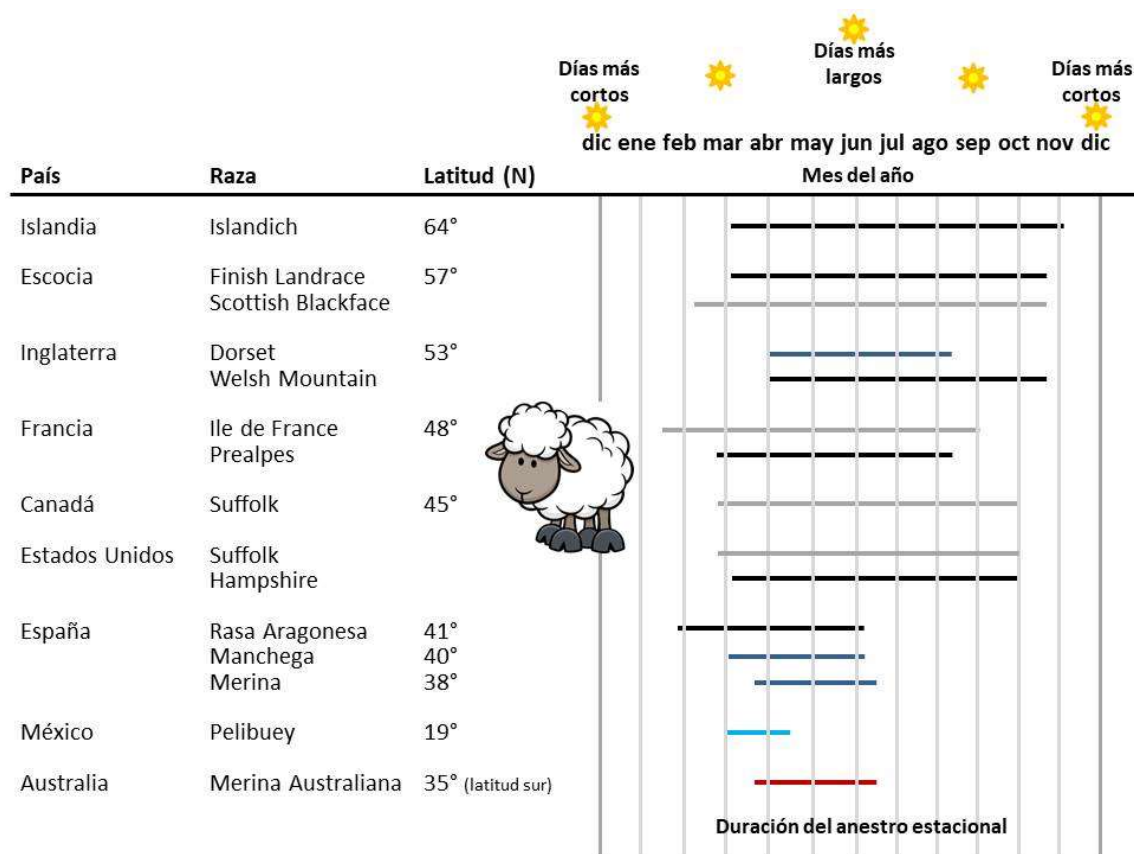 Días más
largos
Días más
cortos
Días más
cortos
dic ene feb mar abr may jun jul ago sep oct nov dic
País Raza Latitud (N) Mes del año
Islandia Islandich 64°
Escocia Finish Landrace 57°
Scottish Blackface
Inglaterra Dorset 53°
Welsh Mountain
Francia Ile de France 48°
Prealpes
Canadá Suffolk 45°
Estados Unidos Suffolk
Hampshire
España Rasa Aragonesa 41°
Manchega 40°
Merina 38°
México Pelibuey 19°
Australia Merina Australiana 35° (latitud sur)
Duración del anestro estacional